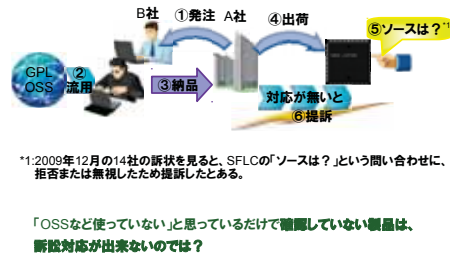 B社 ①発注 A社 ④出荷
⑤ソースは？*1
GPL ②
OSS 流用
③納品
対応が無いと
⑥提訴
*1:2009年12月の14社の訴状を見ると、SFLCの「ソースは？」という問い合わせに、
拒否または無視したため提訴したとある。
「OSSなど使っていない」と思っているだけで確認していない製品は、
訴訟対応が出来ないのでは？